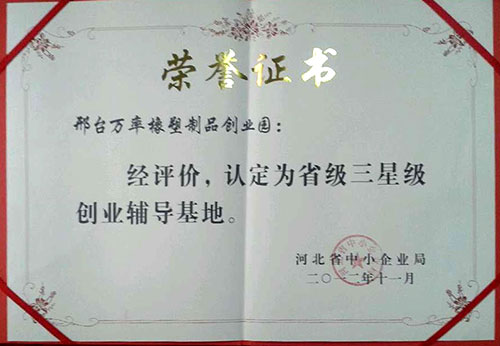 荣誉证书
邢台万率橡塑制品创业园：
经评价，认定为省级三星级
创业辅导基地。
河北省中小企业局
二〇一二年十一月